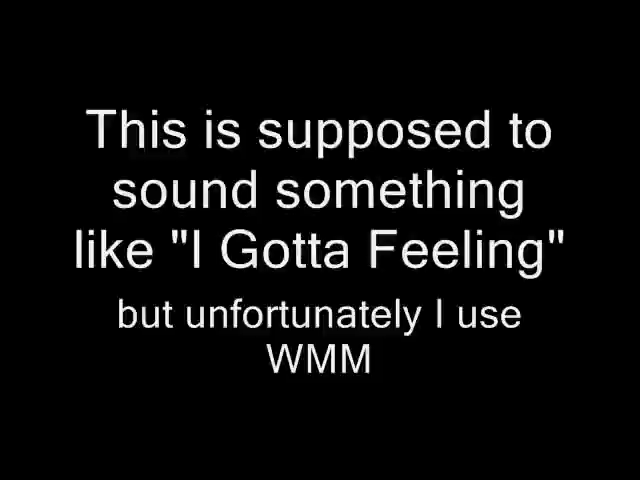 This is supposed to
sound something
like "I Gotta Feeling"
but unfortunately I use
WMM